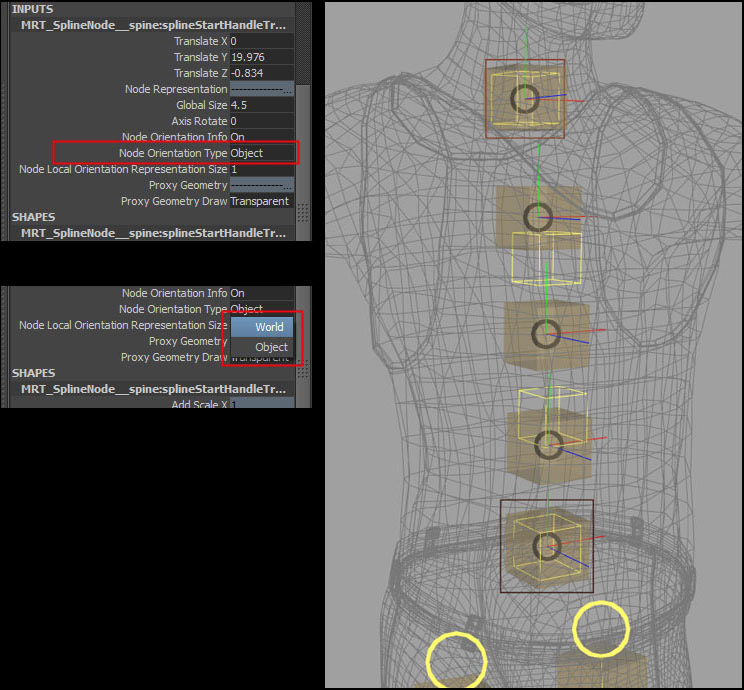 INPUTS
MRT_SplineNode__spine:splineStartHandleTr...
Translate X 0
Translate Y 19.976
Translate Z -0.834
Node Representation -------------...
Global Size 4.5
Axis Rotate 0
Node Orientation Info On
Node Orientation Type Object
Node Local Orientation Representation Size 1
Proxy Geometry -------------...
Proxy Geometry Draw Transparent
SHAPES
MRT_SplineNode__spine:splineStartHandleTr...
Node Orientation Info On
Node Orientation Type Object
Node Local Orientation Representation Size World
Proxy Geometry Object
Proxy Geometry Draw Transparent
SHAPES
MRT_SplineNode__spine:splineStartHandleTr...
Add Scale X 1